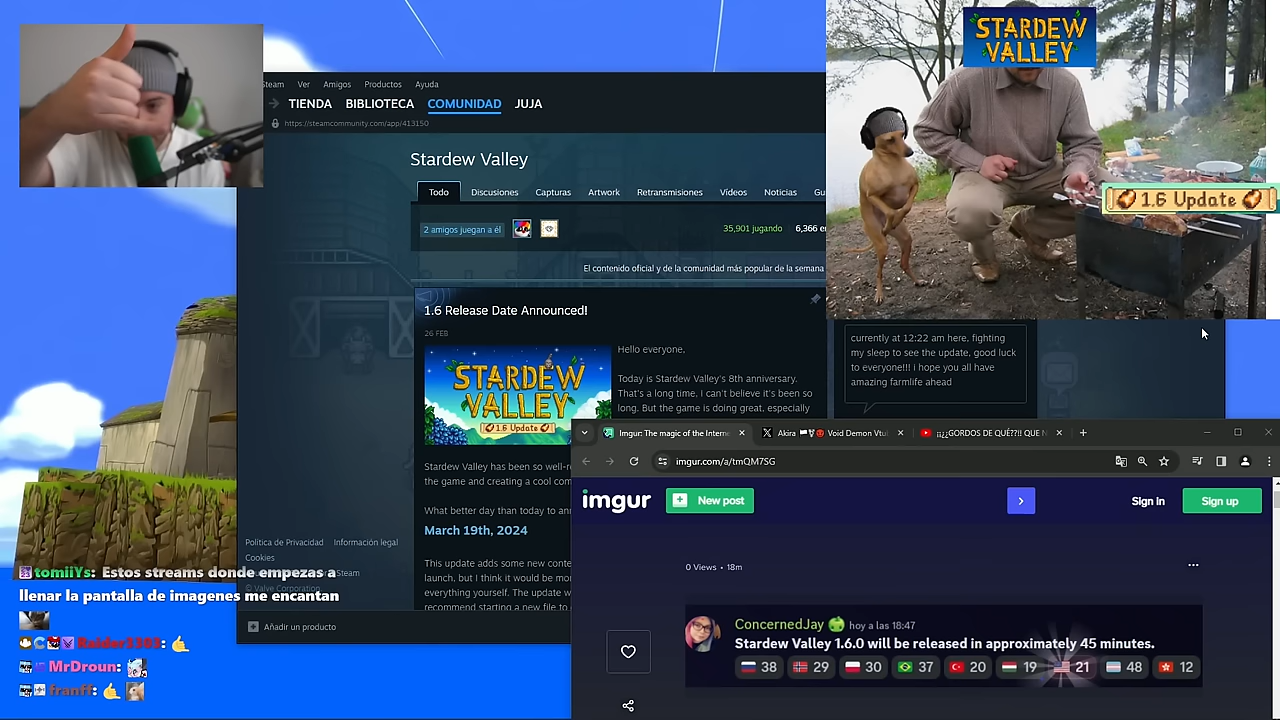 Steam Ver Amigos Productos Ayuda
TIENDA BIBLIOTECA COMUNIDAD JUJA
https://steamcommunity.com/app/413150
Stardew Valley
Todo Discusiones Capturas Artwork Retransmisiones Vídeos Noticias Gu
2 amigos juegan a él
35,901 jugando 6,366 en
El contenido oficial y de la comunidad más popular de la semana
1.6 Release Date Announced!
26 FEB
STARDEW
VALLEY
1.6 Update
Hello everyone,
Today is Stardew Valley's 8th anniversary.
That's a long time, i can't believe it's been so
long. But the game is doing great, especially
Stardew Valley has been so well-r
the game and creating a cool com
What better day than today to an
March 19th, 2024
This update adds some new conte
launch, but I think it would be mo
everything yourself. The update w
recommend starting a new file to
Política de Privacidad Información legal
Cookies
Steam
© Valve Corporation
Añadir un producto
STARDEW
VALLEY
1.6 Update
currently at 12:22 am here, fighting
my sleep to see the update, good luck
to everyone!!! i hope you all have
amazing farmlife ahead
Imgur: The magic of the Intern
Akira Void Demon Vtu
¡¡¿¿GORDOS DE QUÉ??!! QUE N
imgur.com/a/tmQM7SG
imgur New post Sign in Sign up
0 Views • 18m
ConcernedJay hoy a las 18:47
Stardew Valley 1.6.0 will be released in approximately 45 minutes.
38 29 30 37 20 19 21 48 12
tomiiYs: Estos streams donde empezas a
llenar la pantalla de imagenes me encantan
Raider3383:
MrDroun:
franff: